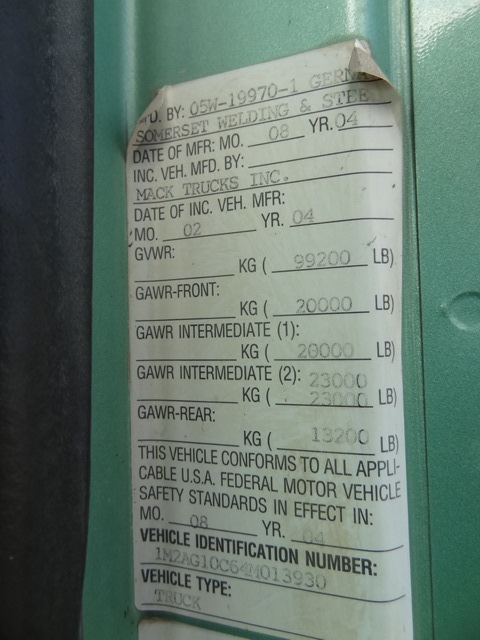 BY: 05W-19970-1
SOMERSET WELDING & STEE
DATE OF MFR: MO. 08 YR. 04
INC. VEH. MFD. BY:
MACK TRUCKS INC.
DATE OF INC. VEH. MFR:
MO. 02 YR. 04
GVWR:
KG ( 99200 LB)
GAWR-FRONT:
KG ( 20000 LB)
GAWR INTERMEDIATE (1):
KG ( 20000 LB)
GAWR INTERMEDIATE (2): 23000
KG ( 23000 LB)
GAWR-REAR:
KG ( 13200 LB)
THIS VEHICLE CONFORMS TO ALL APPLI-
CABLE U.S.A. FEDERAL MOTOR VEHICLE
SAFETY STANDARDS IN EFFECT IN:
MO. 08 YR. 04
VEHICLE IDENTIFICATION NUMBER:
1M2AG10C64M013930
VEHICLE TYPE:
TRUCK